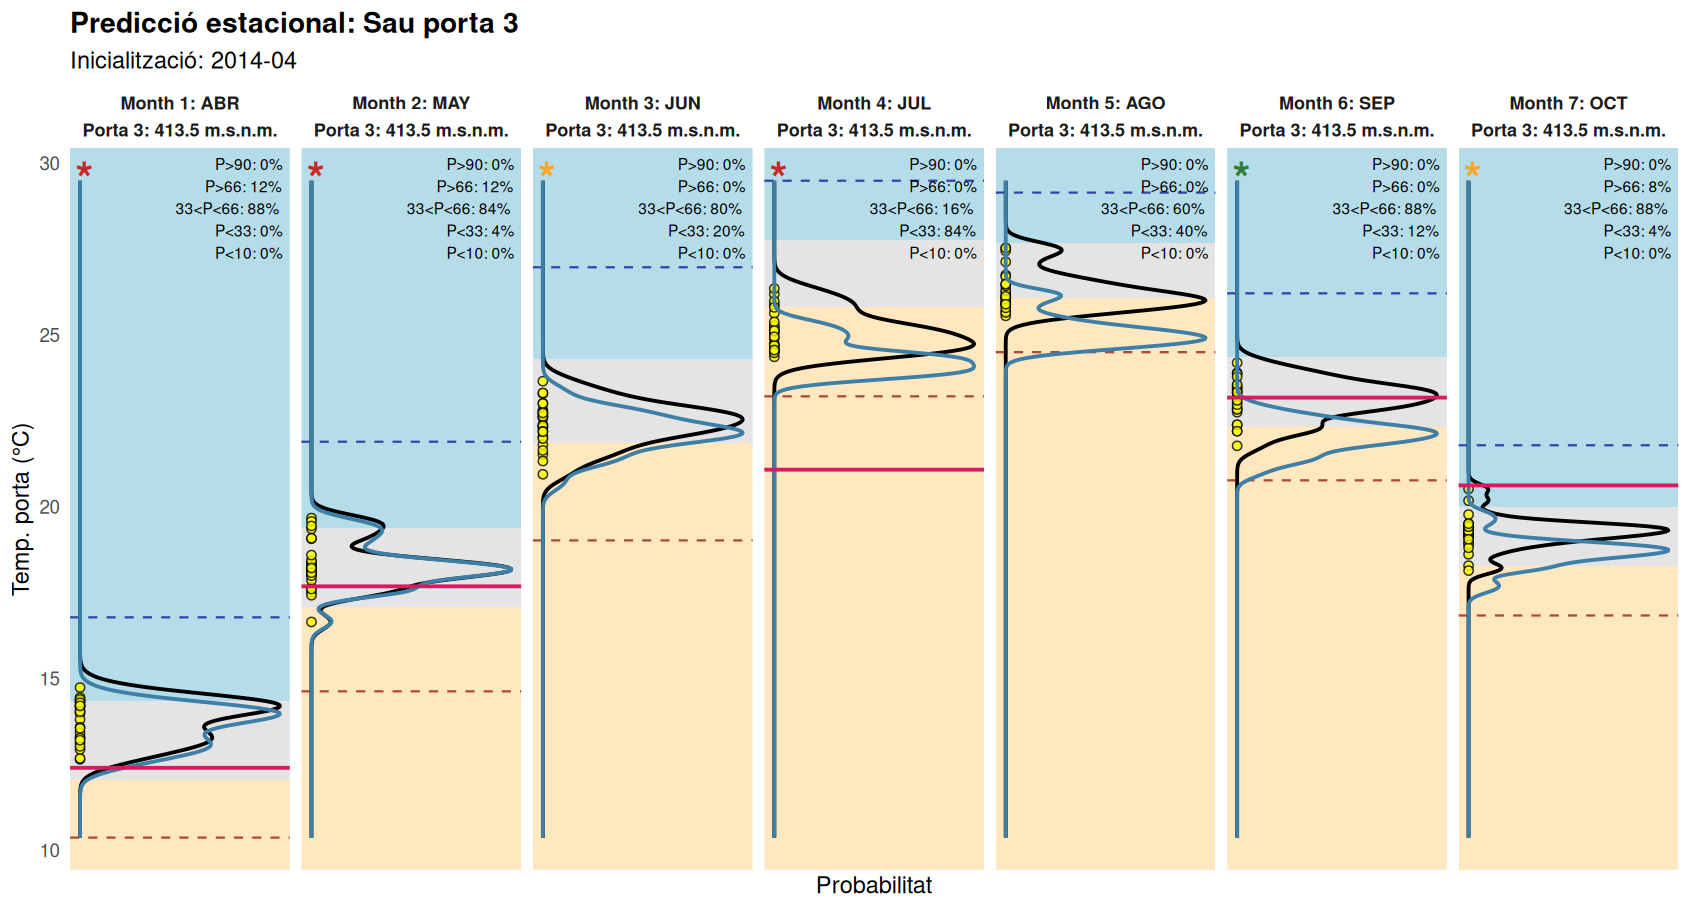 Predicció estacional: Sau porta 3
Inicialització: 2014-04
Month 1: ABR
Porta 3: 413.5 m.s.n.m.
Month 2: MAY
Porta 3: 413.5 m.s.n.m.
Month 3: JUN
Porta 3: 413.5 m.s.n.m.
Month 4: JUL
Porta 3: 413.5 m.s.n.m.
Month 5: AGO
Porta 3: 413.5 m.s.n.m.
Month 6: SEP
Porta 3: 413.5 m.s.n.m.
Month 7: OCT
Porta 3: 413.5 m.s.n.m.
*
P>90: 0%
P>66: 12%
33<P<66: 88%
P<33: 0%
P<10: 0%
*
P>90: 0%
P>66: 12%
33<P<66: 84%
P<33: 4%
P<10: 0%
*
P>90: 0%
P>66: 0%
33<P<66: 80%
P<33: 20%
P<10: 0%
*
P>90: 0%
P>66: 0%
33<P<66: 16%
P<33: 84%
P<10: 0%
P>90: 0%
P>66: 0%
33<P<66: 60%
P<33: 40%
P<10: 0%
*
P>90: 0%
P>66: 0%
33<P<66: 88%
P<33: 12%
P<10: 0%
*
P>90: 0%
P>66: 8%
33<P<66: 88%
P<33: 4%
P<10: 0%
30
25
20
15
10
Temp. porta (°C)
Probabilitat